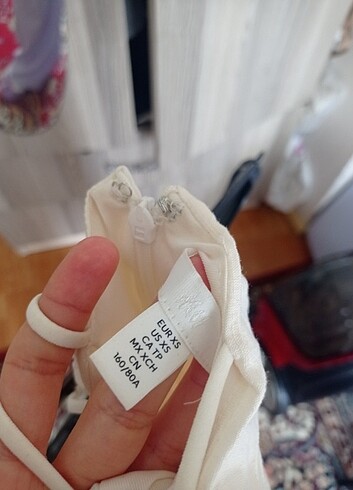 H&M
EUR XS
US XS
CA TP
MX XCH
CN
160/80A